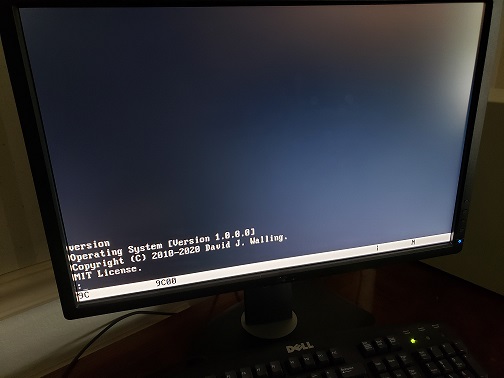 version
Operating System [Version 1.0.0.0]
Copyright (C) 2010-2020 David J. Walling.
MIT License.
:_
9C 9C00 N
DELL